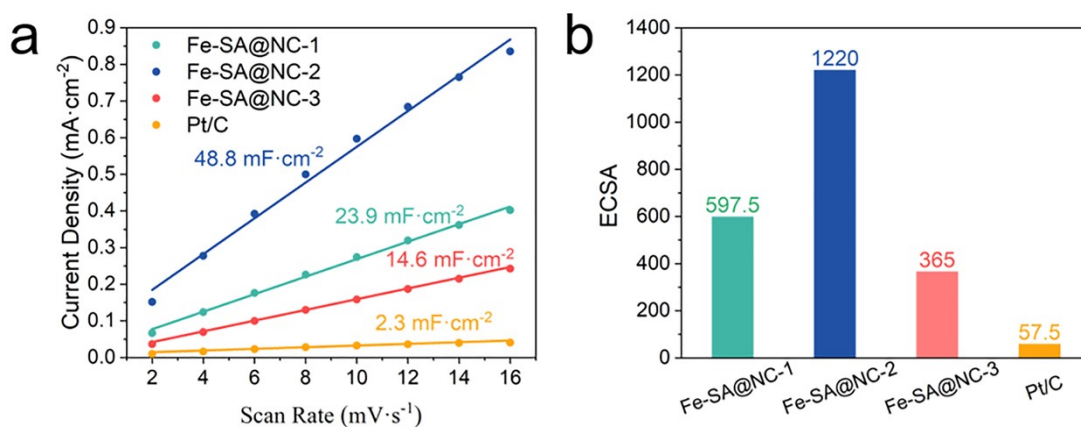 a
Current Density (mA·cm⁻²)
0.9
0.8
0.7
0.6
0.5
0.4
0.3
0.2
0.1
0.0
Fe-SA@NC-1
Fe-SA@NC-2
Fe-SA@NC-3
Pt/C
48.8 mF·cm⁻²
23.9 mF·cm⁻²
14.6 mF·cm⁻²
2.3 mF·cm⁻²
2 4 6 8 10 12 14 16
Scan Rate (mV·s⁻¹)
b
ECSA
1400
1200
1000
800
600
400
200
0
597.5
1220
365
57.5
Fe-SA@NC-1
Fe-SA@NC-2
Fe-SA@NC-3
Pt/C